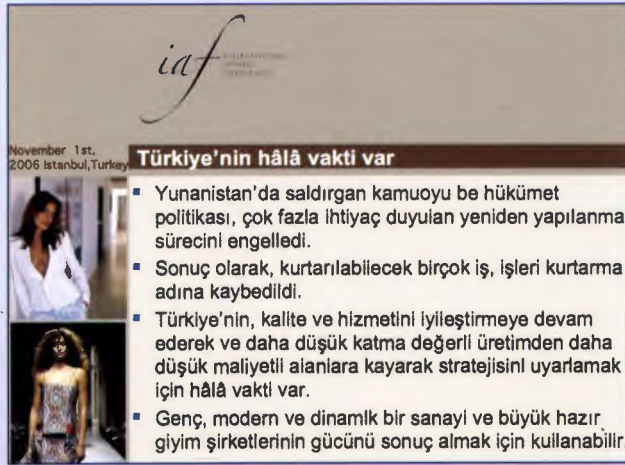 iaf
November 1st,
2006 Istanbul,Turkey
Türkiye'nin hâlâ vakti var
Yunanistan'da saldırgan kamuoyu be hükümet
politikası, çok fazla ihtiyaç duyulan yeniden yapılanma
sürecini engelledi.
Sonuç olarak, kurtarılabilecek birçok iş, işleri kurtarma
adına kaybedildi.
Türkiye'nin, kalite ve hizmetini iyileştirmeye devam
ederek ve daha düşük katma değerli üretimden daha
düşük maliyetli alanlara kayarak stratejisini uyarlamak
için hâlâ vakti var.
Genç, modern ve dinamik bir sanayi ve büyük hazır
giyim şirketlerinin gücünü sonuç almak için kullanabilir